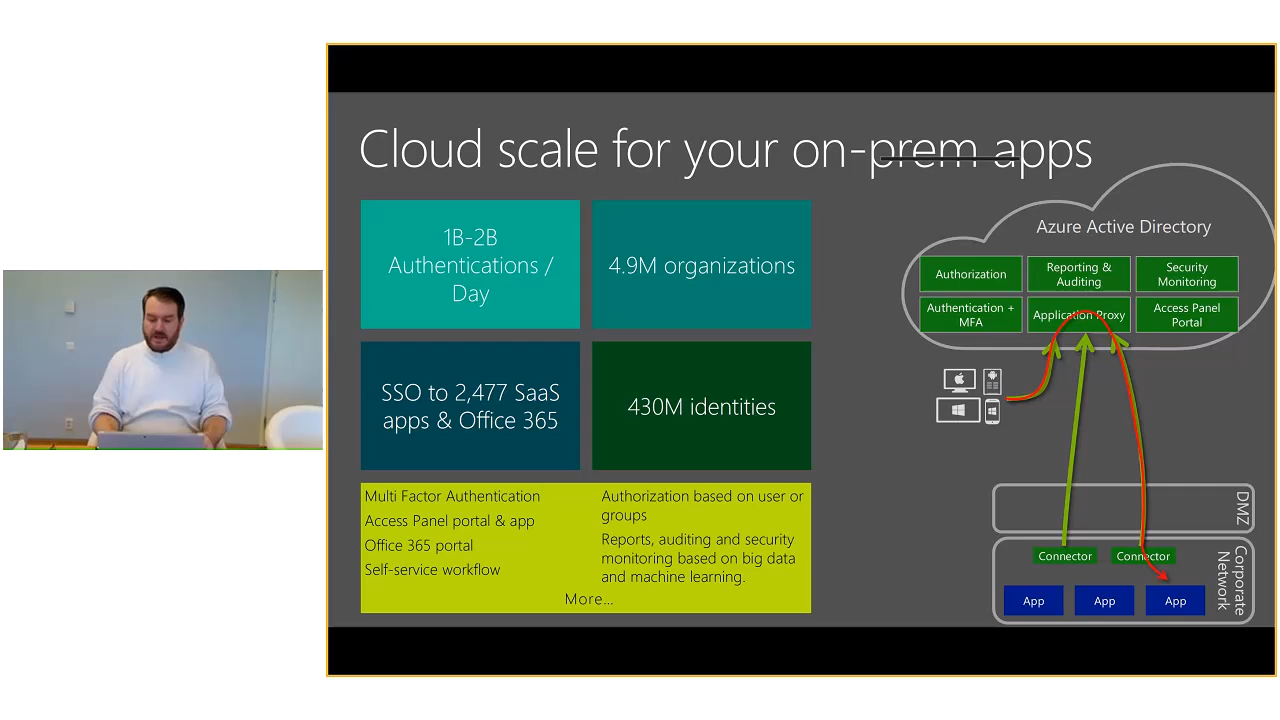 Cloud scale for your on-prem apps
1B-2B
Authentications /
Day
4.9M organizations
SSO to 2,477 SaaS
apps & Office 365
430M identities
Multi Factor Authentication
Access Panel portal & app
Office 365 portal
Self-service workflow
Authorization based on user or
groups
Reports, auditing and security
monitoring based on big data
and machine learning.
More...
Azure Active Directory
Authorization
Reporting &
Auditing
Security
Monitoring
Authentication +
MFA
Application Proxy
Access Panel
Portal
DMZ
Connector
Connector
Corporate
Network
App
App
App